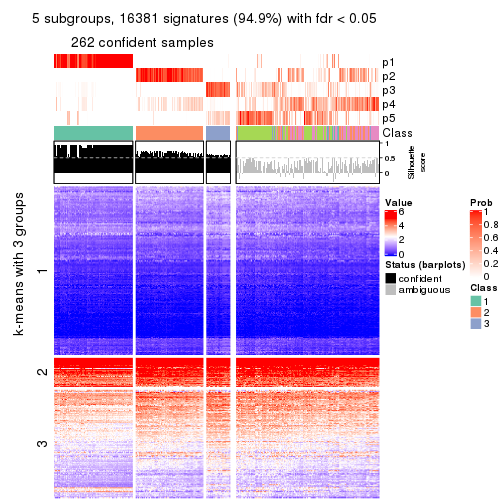 5 subgroups, 16381 signatures (94.9%) with fdr < 0.05
262 confident samples
p1
p2
p3
p4
p5
Class
1
0.5
0
Silhouette
score
k-means with 3 groups
1
2
3
Value
6
4
2
0
Status (barplots)
confident
ambiguous
Prob
1
0.8
0.6
0.4
0.2
0
Class
1
2
3